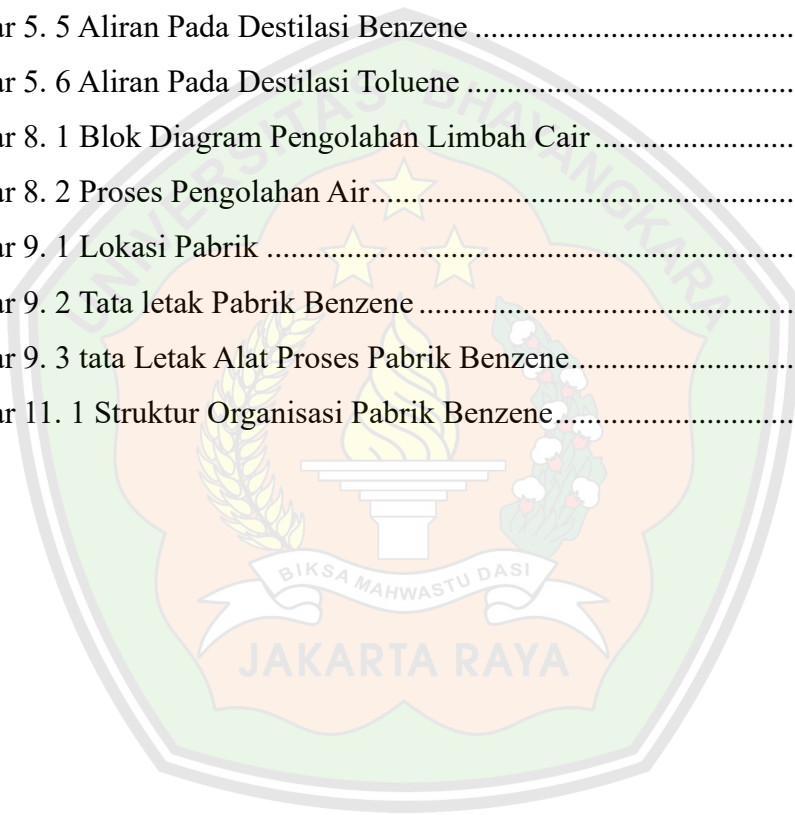 ar 5. 5 Aliran Pada Destilasi Benzene ........................................
ar 5. 6 Aliran Pada Destilasi Toluene .........................................
ar 8. 1 Blok Diagram Pengolahan Limbah Cair .........................
ar 8. 2 Proses Pengolahan Air.....................................................
ar 9. 1 Lokasi Pabrik ..................................................................
ar 9. 2 Tata letak Pabrik Benzene ...............................................
ar 9. 3 tata Letak Alat Proses Pabrik Benzene............................
ar 11. 1 Struktur Organisasi Pabrik Benzene..............................
UNIVERSITAS BHAYANGKARA
BIKSA MAHWASTU DASI
JAKARTA RAYA